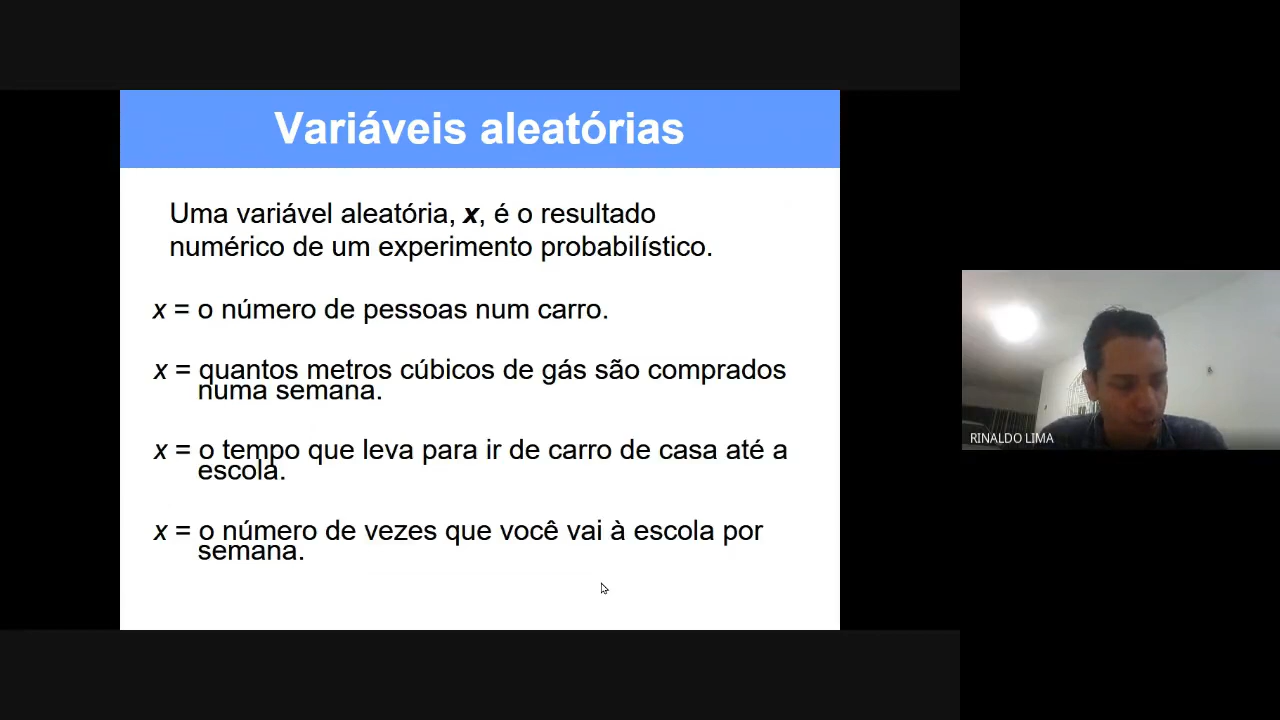 Variáveis aleatórias
Uma variável aleatória, x, é o resultado
numérico de um experimento probabilístico.
x = o número de pessoas num carro.
x = quantos metros cúbicos de gás são comprados
numa semana.
x = o tempo que leva para ir de carro de casa até a
escola.
x = o número de vezes que você vai à escola por
semana.
RINALDO LIMA